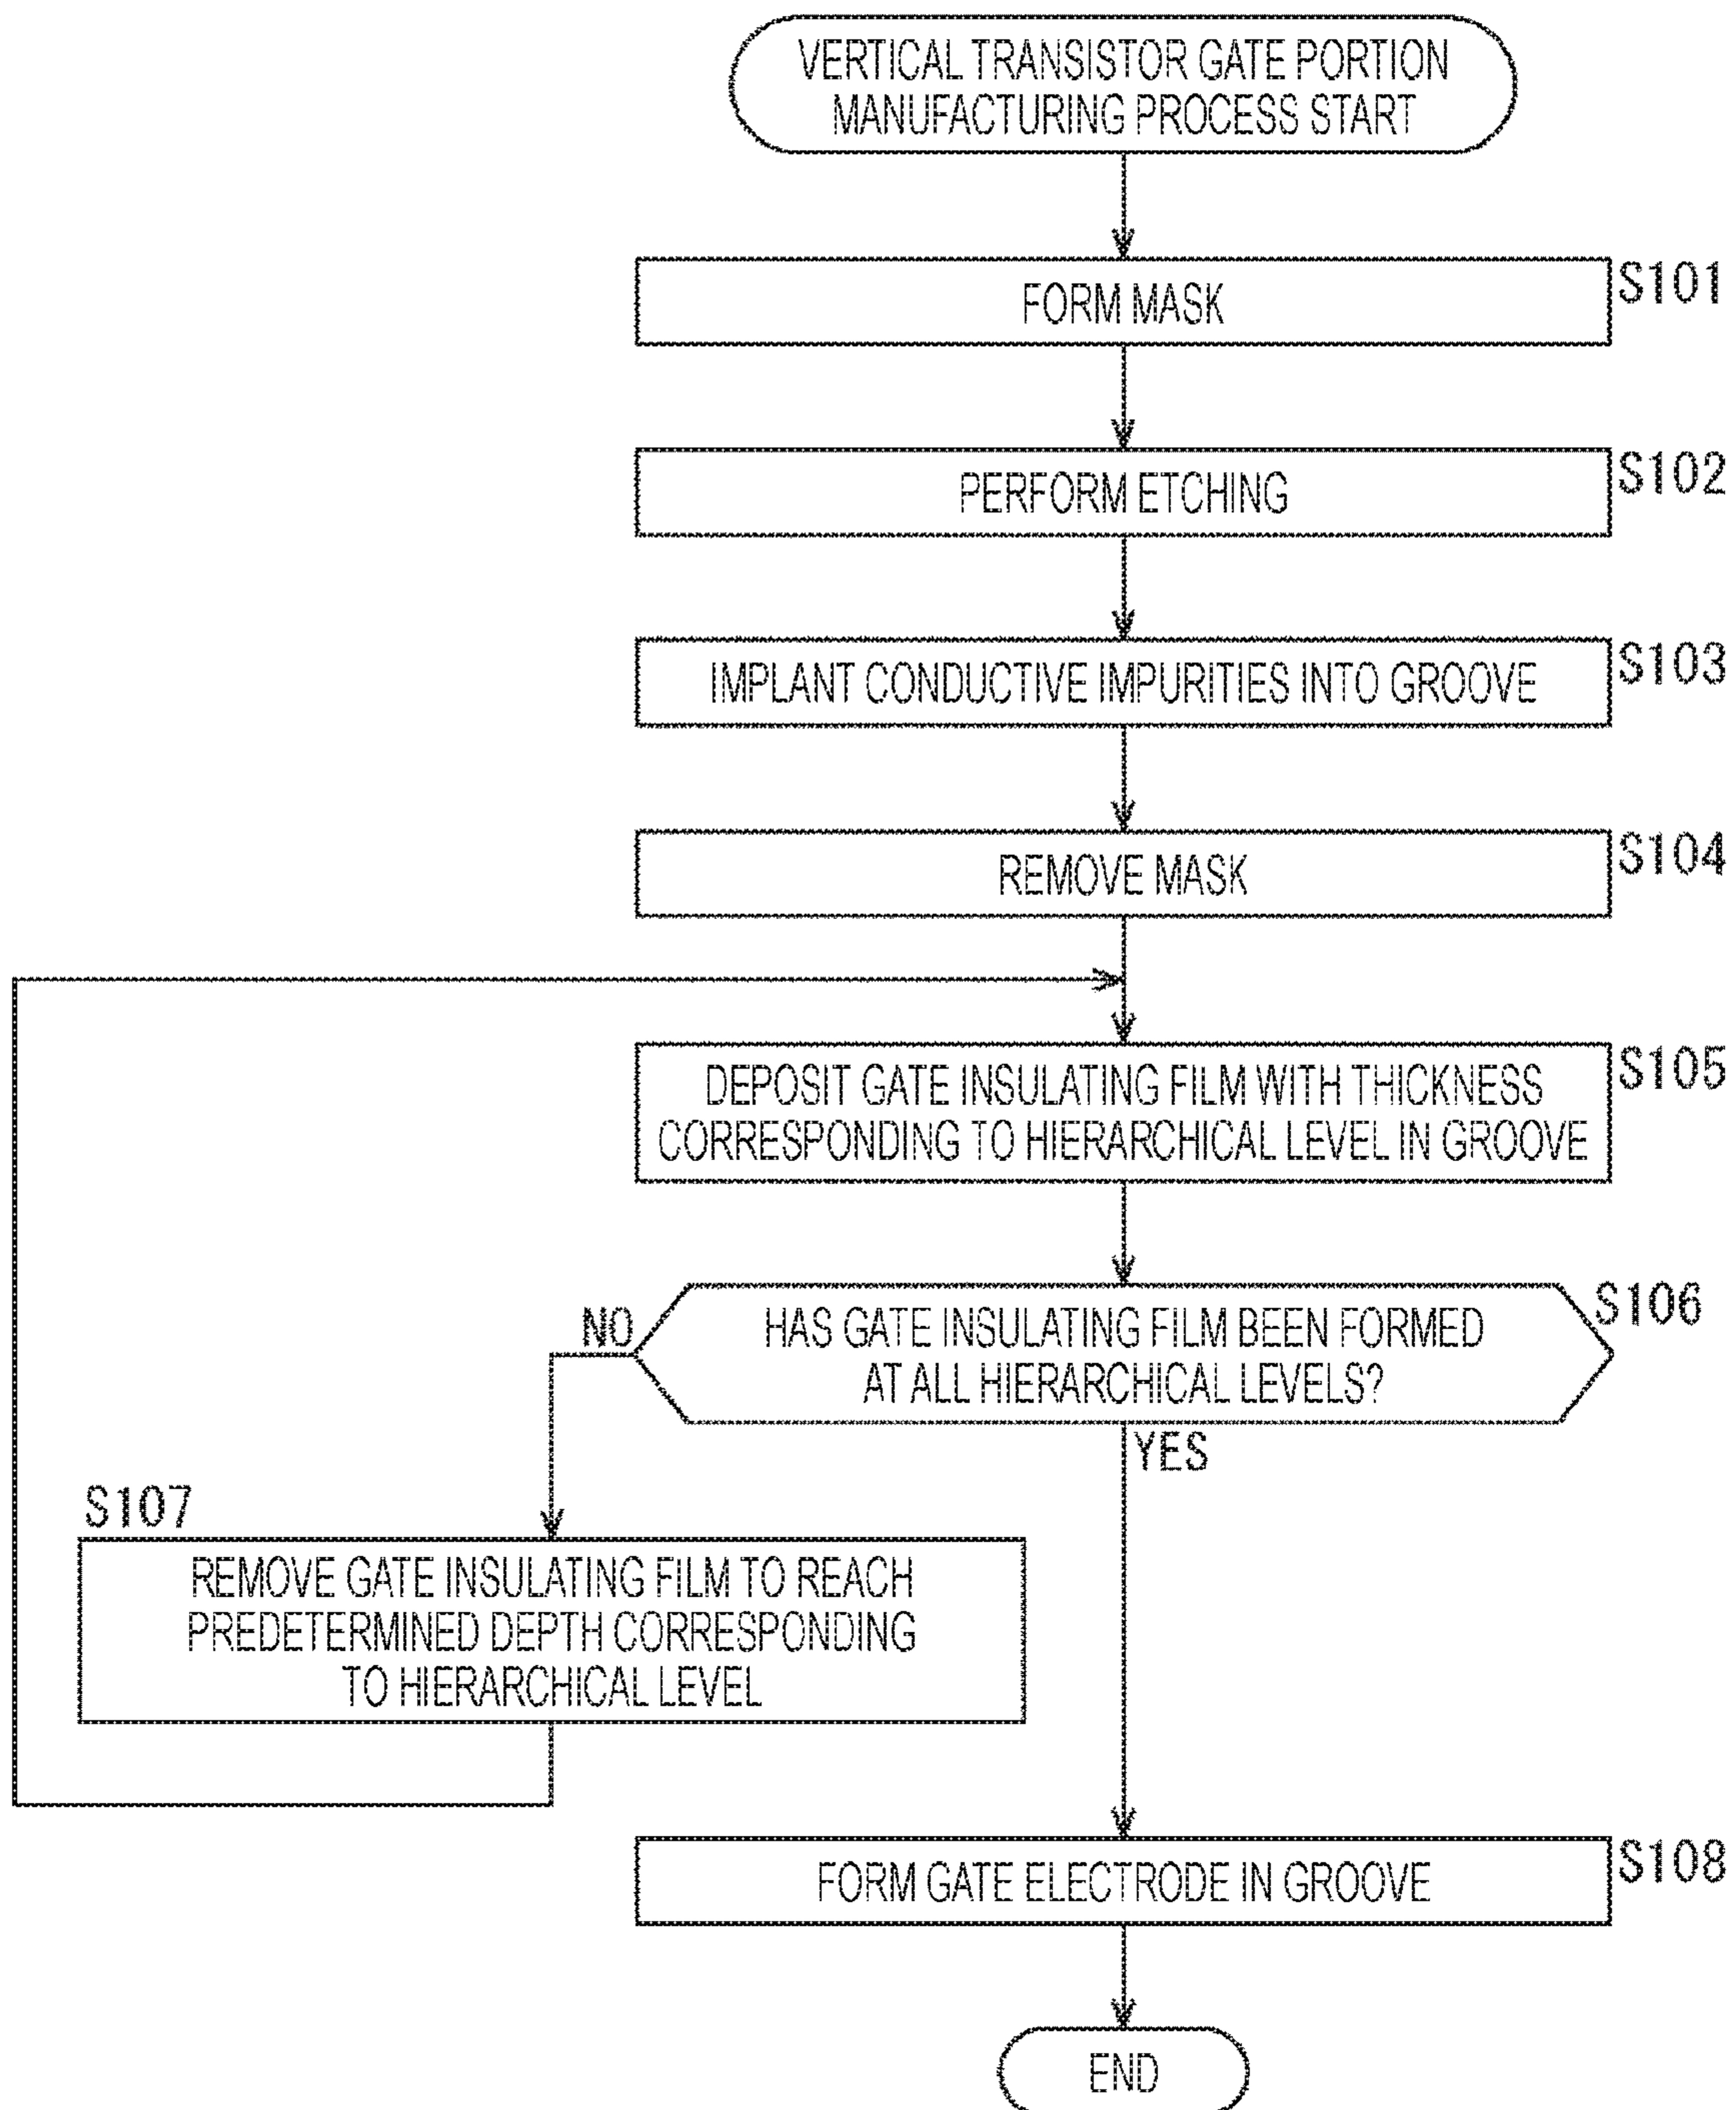 VERTICAL TRANSISTOR GATE PORTION
MANUFACTURING PROCESS START
FORM MASK
S101
PERFORM ETCHING
S102
IMPLANT CONDUCTIVE IMPURITIES INTO GROOVE
S103
REMOVE MASK
S104
DEPOSIT GATE INSULATING FILM WITH THICKNESS
CORRESPONDING TO HIERARCHICAL LEVEL IN GROOVE
S105
HAS GATE INSULATING FILM BEEN FORMED
AT ALL HIERARCHICAL LEVELS?
S106
NO
YES
S107
REMOVE GATE INSULATING FILM TO REACH
PREDETERMINED DEPTH CORRESPONDING
TO HIERARCHICAL LEVEL
FORM GATE ELECTRODE IN GROOVE
S108
END